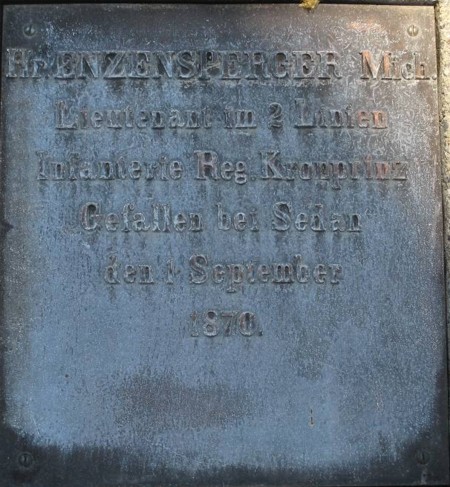 Hr ENZENSPERGER Mich.
Lieutenant im 2 Linien
Infanterie Reg. Kronprinz
Gefallen bei Sedan
den 1 September
1870.